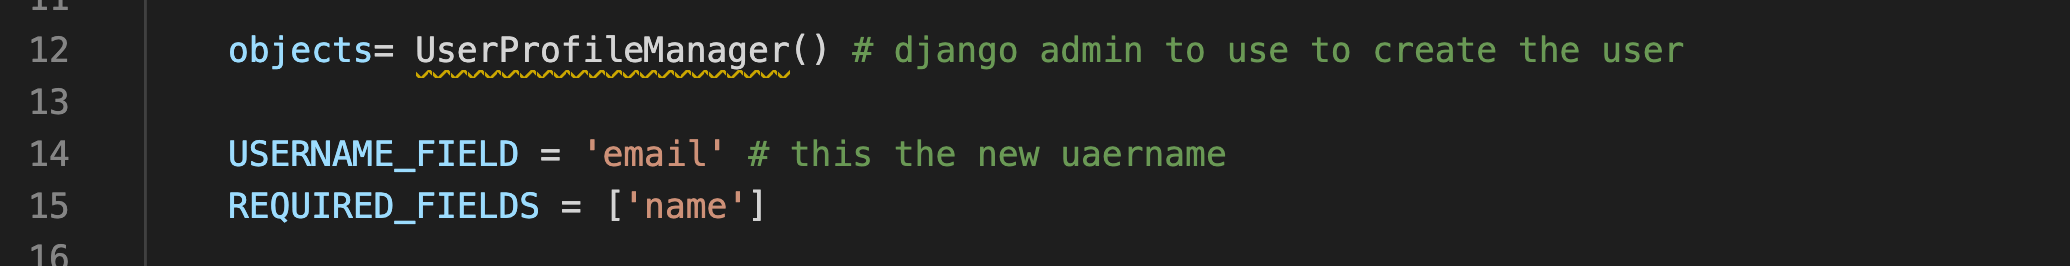 11
12 objects= UserProfileManager() # django admin to use to create the user
13
14 USERNAME_FIELD = 'email' # this the new uaername
15 REQUIRED_FIELDS = ['name']
16